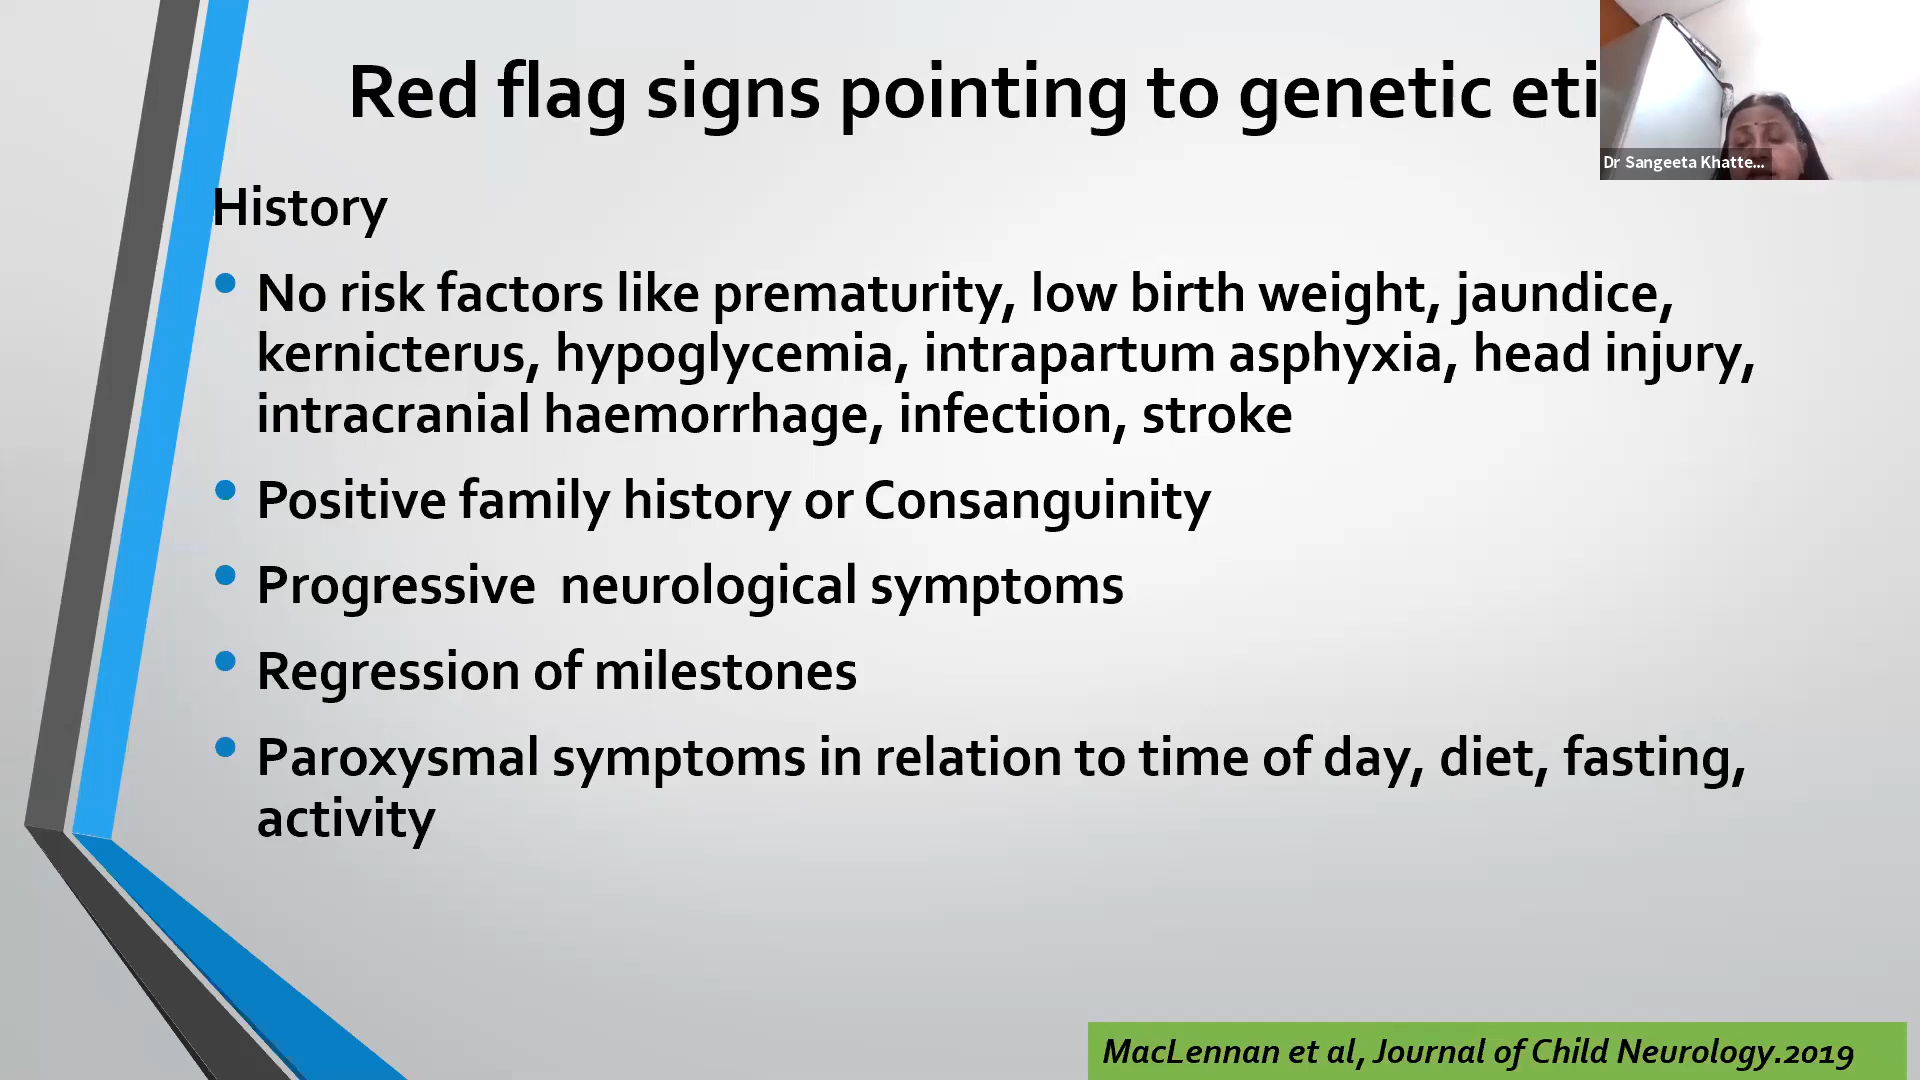 Red flag signs pointing to genetic eti
Dr Sangeeta Khatte...
History
• No risk factors like prematurity, low birth weight, jaundice,
kernicterus, hypoglycemia, intrapartum asphyxia, head injury,
intracranial haemorrhage, infection, stroke
• Positive family history or Consanguinity
• Progressive  neurological symptoms
• Regression of milestones
• Paroxysmal symptoms in relation to time of day, diet, fasting,
activity
MacLennan et al, Journal of Child Neurology.2019